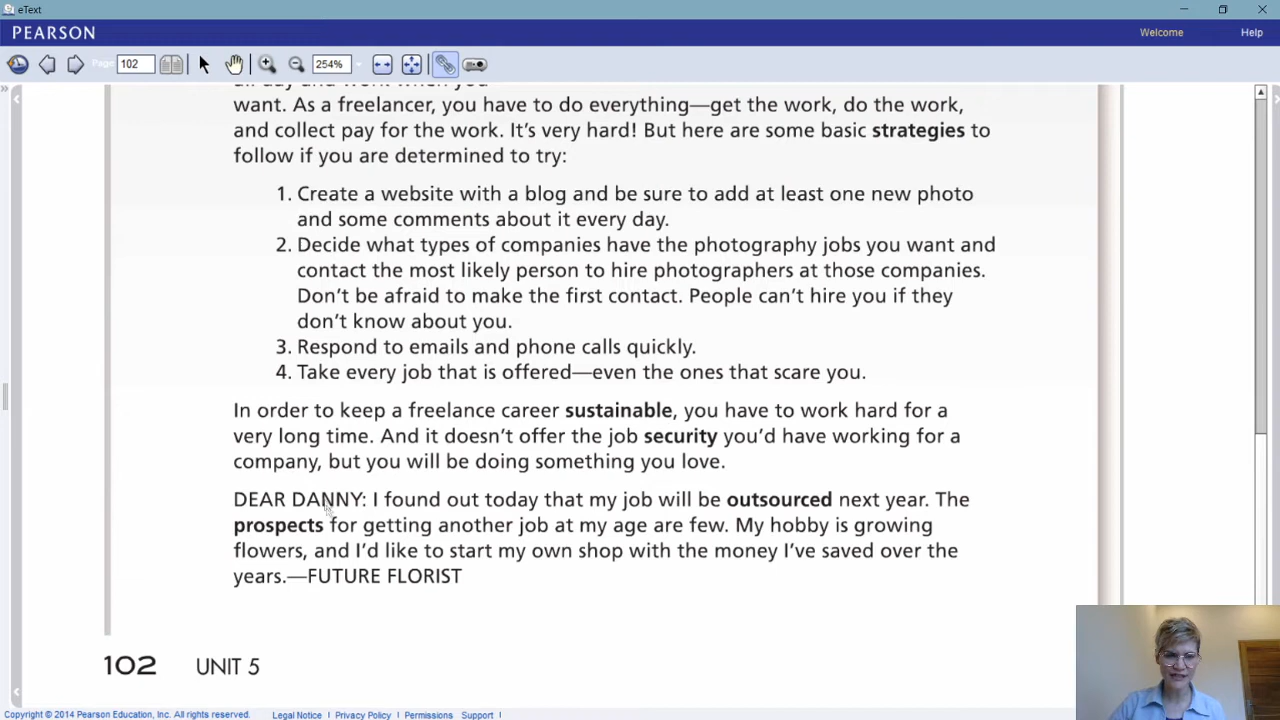 eText
PEARSON
Welcome
Help
Page: 102
254%
all day and work when you
want. As a freelancer, you have to do everything—get the work, do the work,
and collect pay for the work. It's very hard! But here are some basic strategies to
follow if you are determined to try:
1. Create a website with a blog and be sure to add at least one new photo
and some comments about it every day.
2. Decide what types of companies have the photography jobs you want and
contact the most likely person to hire photographers at those companies.
Don't be afraid to make the first contact. People can't hire you if they
don't know about you.
3. Respond to emails and phone calls quickly.
4. Take every job that is offered—even the ones that scare you.
In order to keep a freelance career sustainable, you have to work hard for a
very long time. And it doesn't offer the job security you'd have working for a
company, but you will be doing something you love.
DEAR DANNY: I found out today that my job will be outsourced next year. The
prospects for getting another job at my age are few. My hobby is growing
flowers, and I'd like to start my own shop with the money I've saved over the
years.—FUTURE FLORIST
102 UNIT 5
Copyright © 2014 Pearson Education, Inc. All rights reserved. Legal Notice | Privacy Policy | Permissions Support |